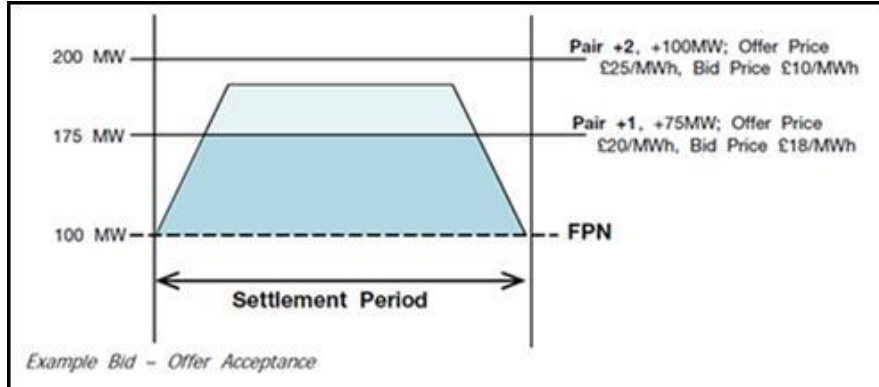 200 MW
Pair +2, +100MW; Offer Price
£25/MWh, Bid Price £10/MWh
175 MW
Pair +1, +75MW; Offer Price
£20/MWh, Bid Price £18/MWh
100 MW
FPN
Settlement Period
Example Bid – Offer Acceptance